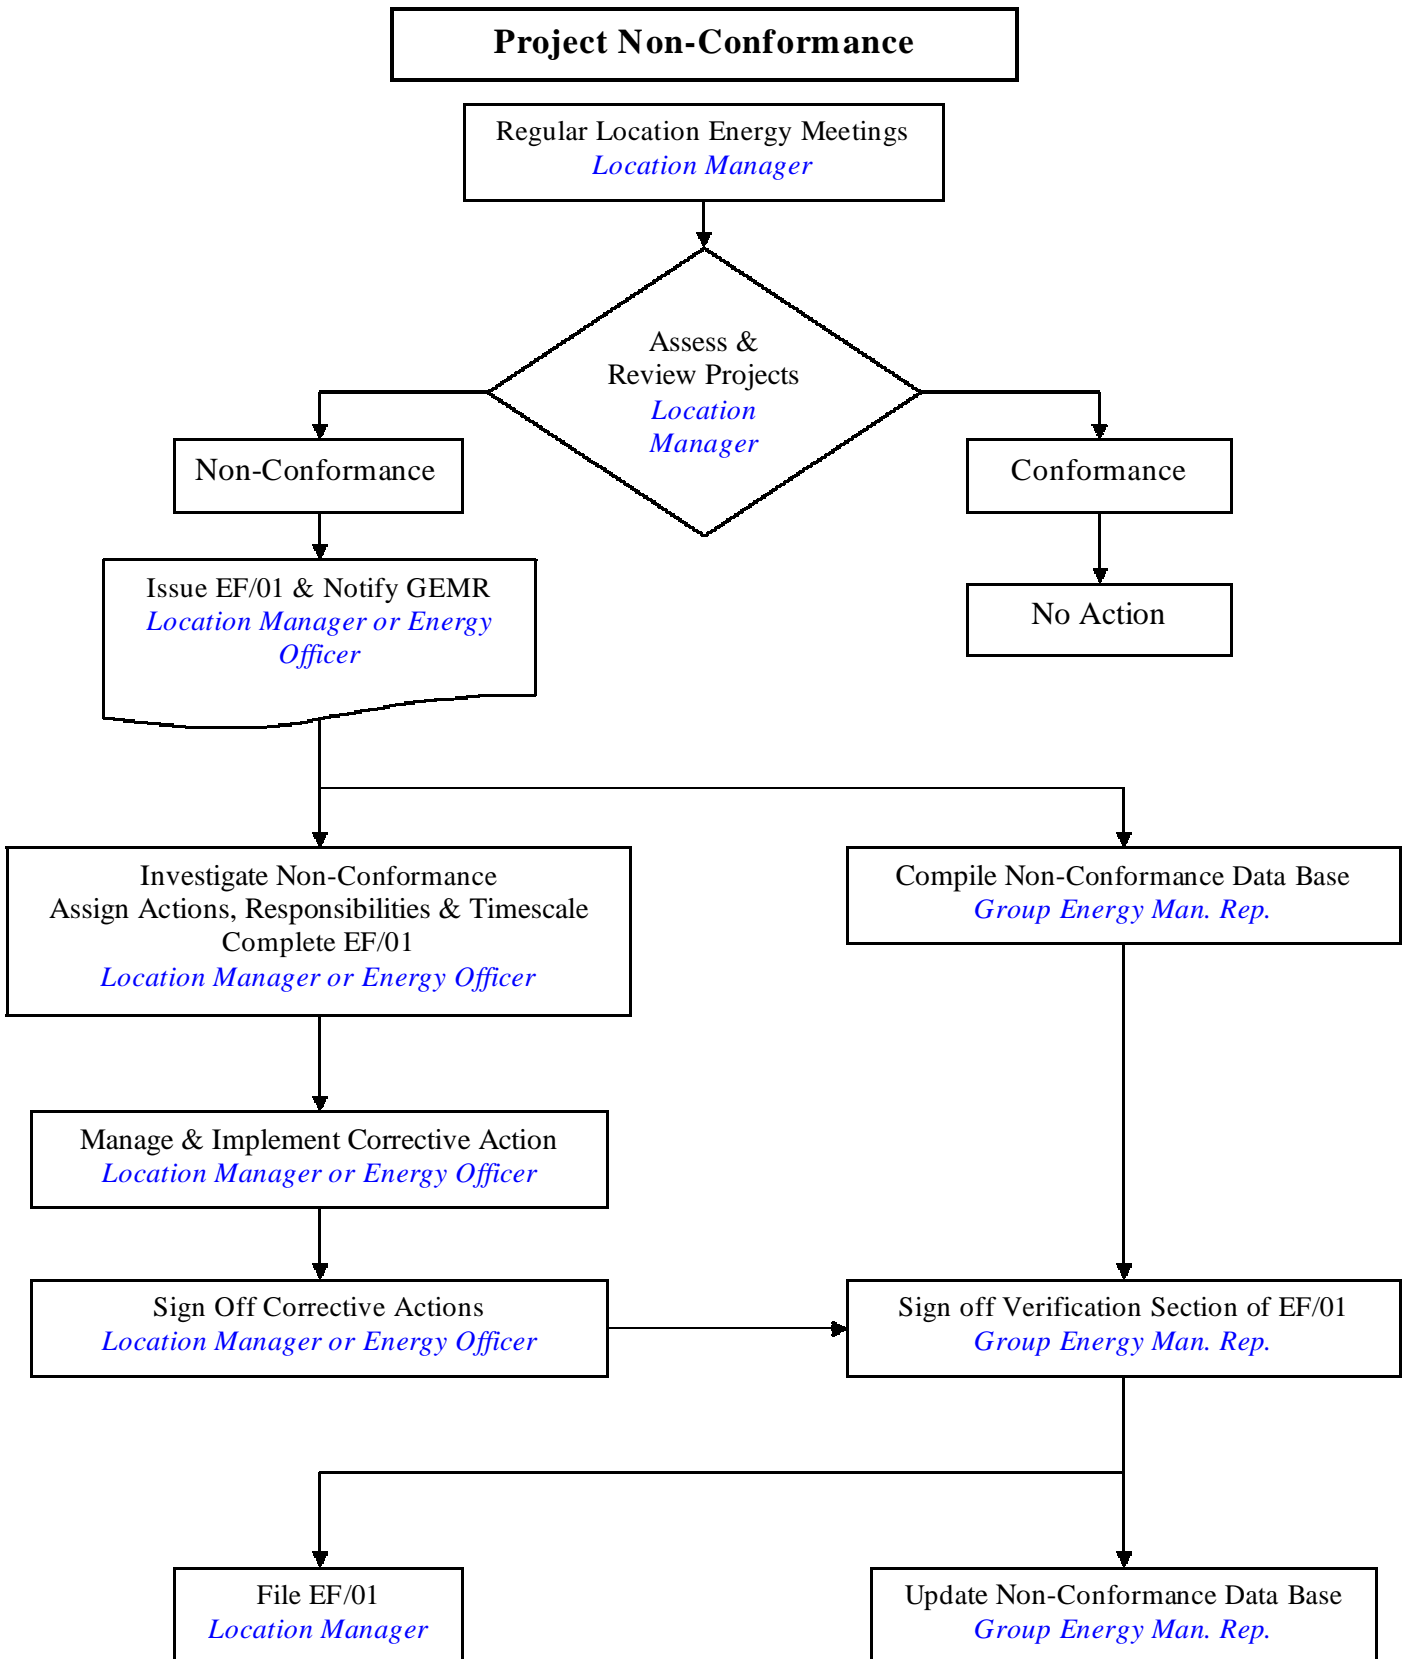 Project Non-Conformance
Regular Location Energy Meetings
Location Manager
Assess &
Review Projects
Location
Manager
Non-Conformance
Conformance
Issue EF/01 & Notify GEMR
Location Manager or Energy
Officer
No Action
Investigate Non-Conformance
Assign Actions, Responsibilities & Timescale
Complete EF/01
Location Manager or Energy Officer
Compile Non-Conformance Data Base
Group Energy Man. Rep.
Manage & Implement Corrective Action
Location Manager or Energy Officer
Sign Off Corrective Actions
Location Manager or Energy Officer
Sign off Verification Section of EF/01
Group Energy Man. Rep.
File EF/01
Location Manager
Update Non-Conformance Data Base
Group Energy Man. Rep.